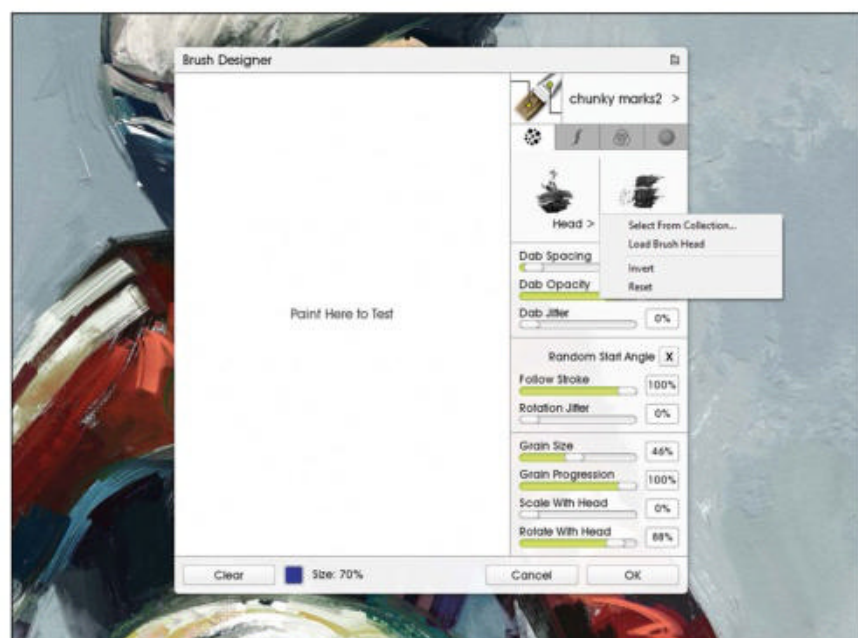 Brush Designer
chunky marks2 >
Head >
Select From Collection...
Load Brush Head
Invert
Reset
Dab Spacing
Dab Opacity
Dab Jitter
0%
Paint Here to Test
Random Start Angle X
Follow Stroke
100%
Rotation Jitter
0%
Grain Size
46%
Grain Progression
100%
Scale With Head
0%
Rotate With Head
88%
Clear
Size: 70%
Cancel
OK